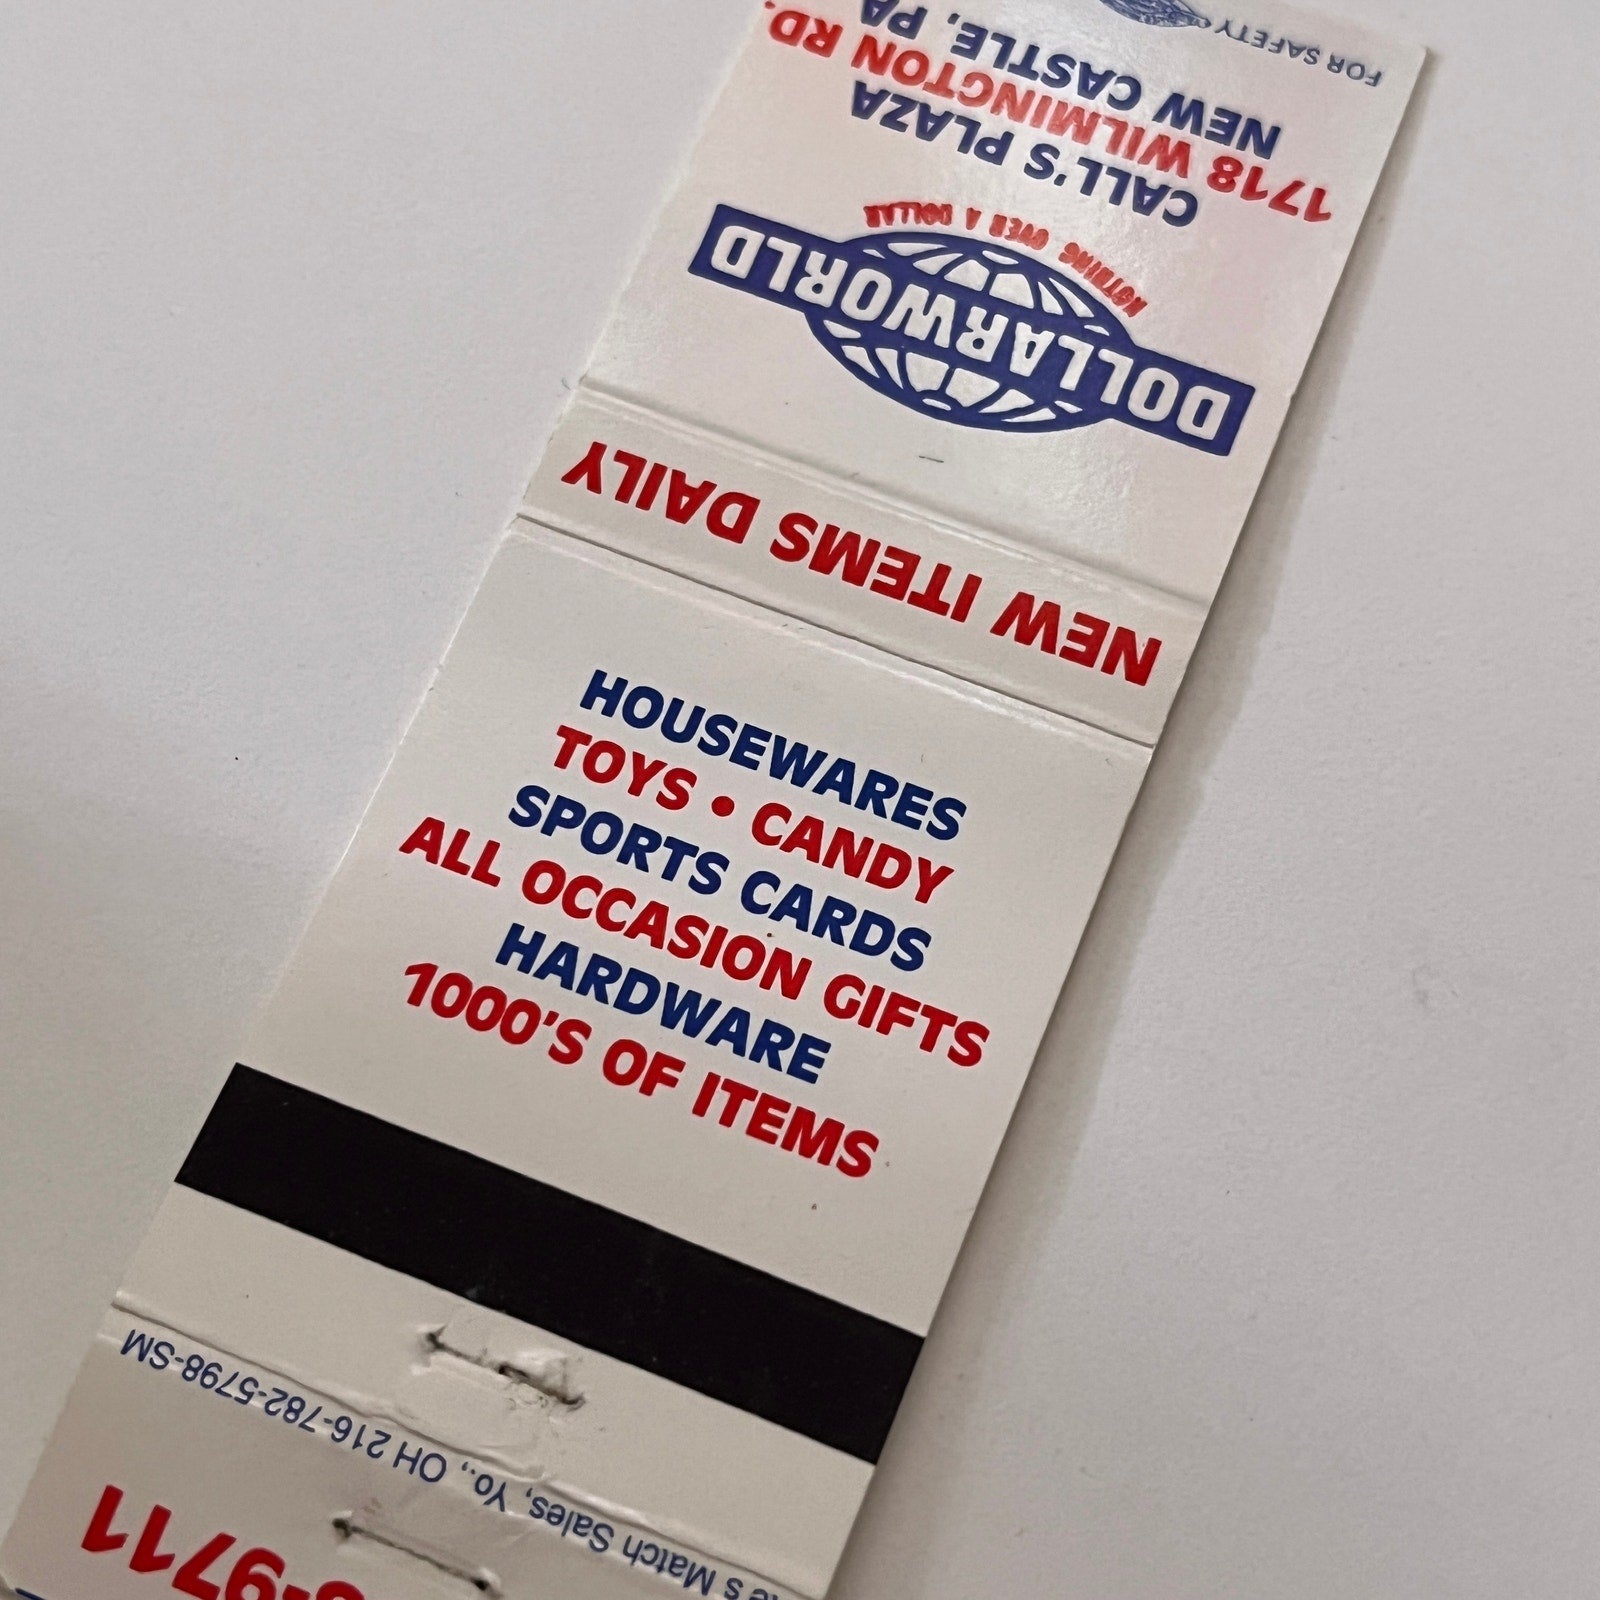 FOR SAFETY
NEW CASTLE, PA
1718 WILMINGTON RD.
CALL'S PLAZA
NOTHING OVER A DOLLAR
DOLLARWORLD
NEW ITEMS DAILY
HOUSEWARES
TOYS • CANDY
SPORTS CARDS
ALL OCCASION GIFTS
HARDWARE
1000'S OF ITEMS
Match Sales, Yo., OH 216-782-5798-SM
-9711